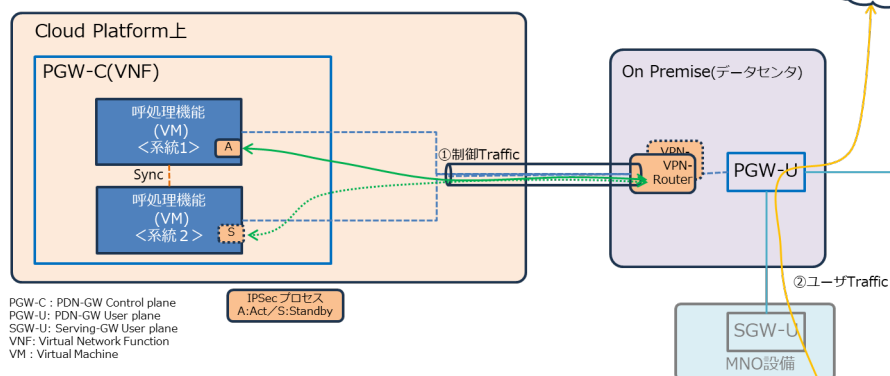 Cloud Platform上
PGW-C(VNF)
呼処理機能
(VM)
<系統1>
A
Sync
呼処理機能
(VM)
<系統２>
S
①制御Traffic
On Premise(データセンタ)
VPN-
VPN-
Router
PGW-U
②ユーザTraffic
SGW-U
MNO設備
IPSec プロセス
A:Act／S:Standby
PGW-C : PDN-GW Control plane
PGW-U: PDN-GW User plane
SGW-U: Serving-GW User plane
VNF: Virtual Network Function
VM : Virtual Machine